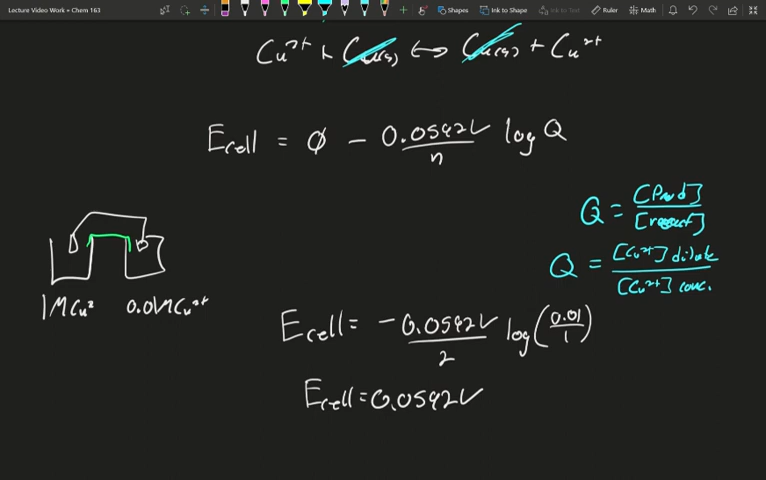 Lecture Video Work • Chem 163
Shapes Ink to Shape Ink to Text Ruler Math
Cu²⁺ + Cu(s) ↔ Cu(s) + Cu²⁺
Ecell = ∅ − 0.0592V/n log Q
Q = [Prod]/[react]
Q = [Cu²⁺] dilute/[Cu²⁺] conc.
1M Cu² 0.01M Cu²⁺
Ecell = −0.0592V/2 log(0.01/1)
Ecell = 0.0592V